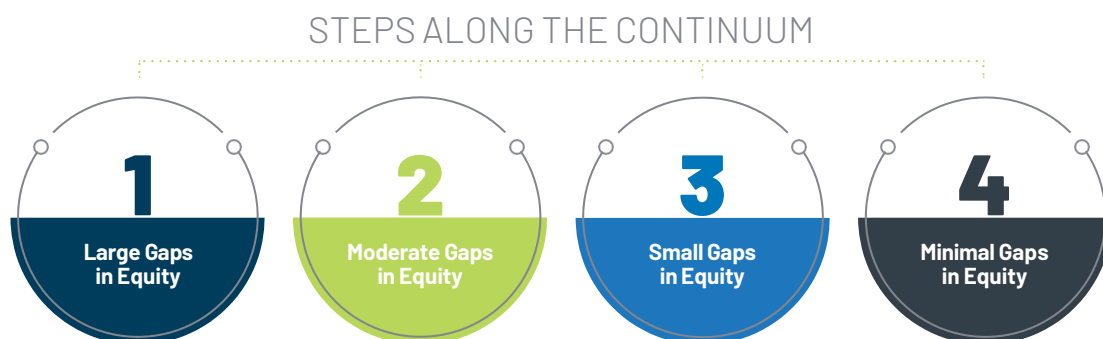 STEPS ALONG THE CONTINUUM
1
Large Gaps
in Equity
2
Moderate Gaps
in Equity
3
Small Gaps
in Equity
4
Minimal Gaps
in Equity